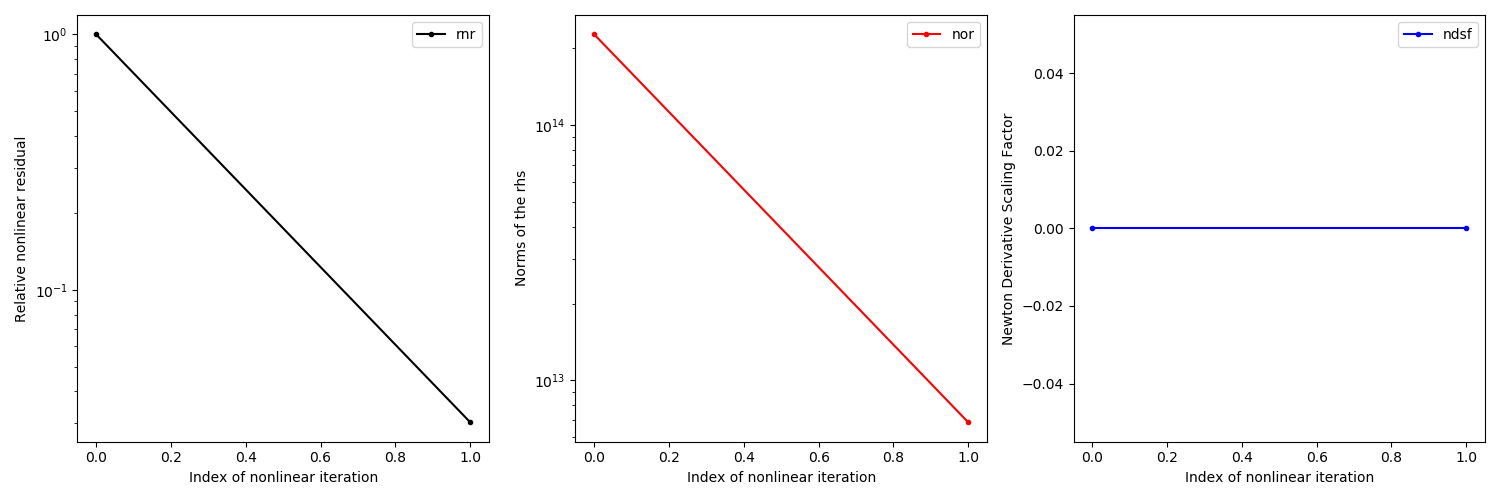 Relative nonlinear residual
10⁰
10⁻¹
rnr
0.0 0.2 0.4 0.6 0.8 1.0
Index of nonlinear iteration
Norms of the rhs
10¹⁴
10¹³
nor
0.0 0.2 0.4 0.6 0.8 1.0
Index of nonlinear iteration
Newton Derivative Scaling Factor
0.04
0.02
0.00
−0.02
−0.04
ndsf
0.0 0.2 0.4 0.6 0.8 1.0
Index of nonlinear iteration